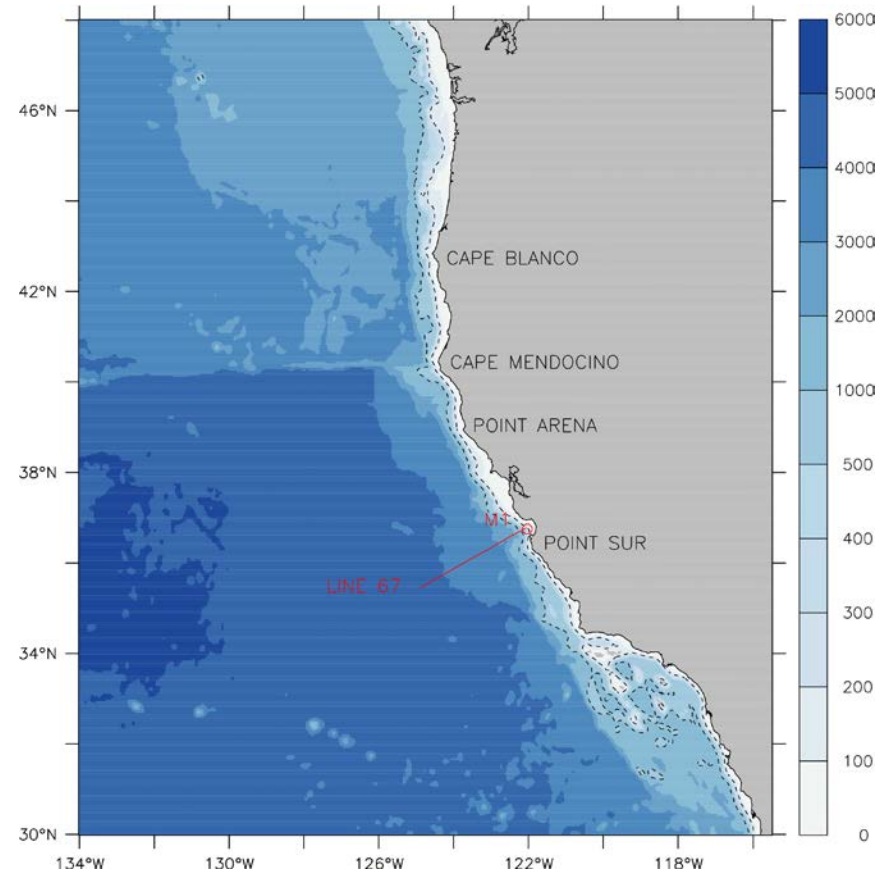 46°N
42°N
38°N
34°N
30°N
134°W
130°W
126°W
122°W
118°W
CAPE BLANCO
CAPE MENDOCINO
POINT ARENA
M1
POINT SUR
LINE 67
6000
5000
4000
3000
2000
1000
500
400
300
200
100
0